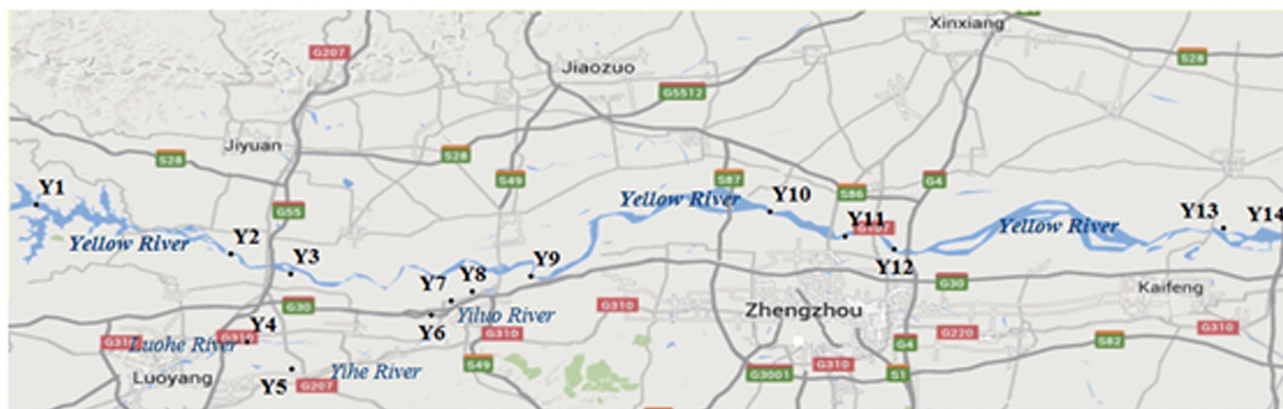 Xinxiang
G207
S28
Jiaozuo
G5512
Jiyuan
S28
S28
S49
S87
S86
G4
Y1
G55
Yellow River
Y10
Y11
Yellow River
Y13
Y14
Yellow River
Y2
Y3
Y9
Y12
Y7
Y8
G30
Kaifeng
G30
Yiluo River
G310
Zhengzhou
Y4
Y6
G310
G220
G310
Luohe River
G310
G4
S82
Luoyang
Y5
G207
Yihe River
S49
G3001
G310
S1